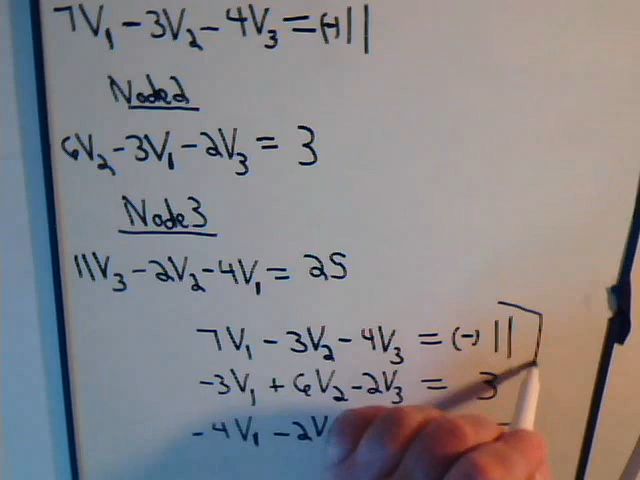 7V₁ - 3V₂ - 4V₃ = (-)11
Node2
6V₂ - 3V₁ - 2V₃ = 3
Node3
11V₃ - 2V₂ - 4V₁ = 25
7V₁ - 3V₂ - 4V₃ = (-) 11
-3V₁ + 6V₂ - 2V₃ = 3
-4V₁ - 2V